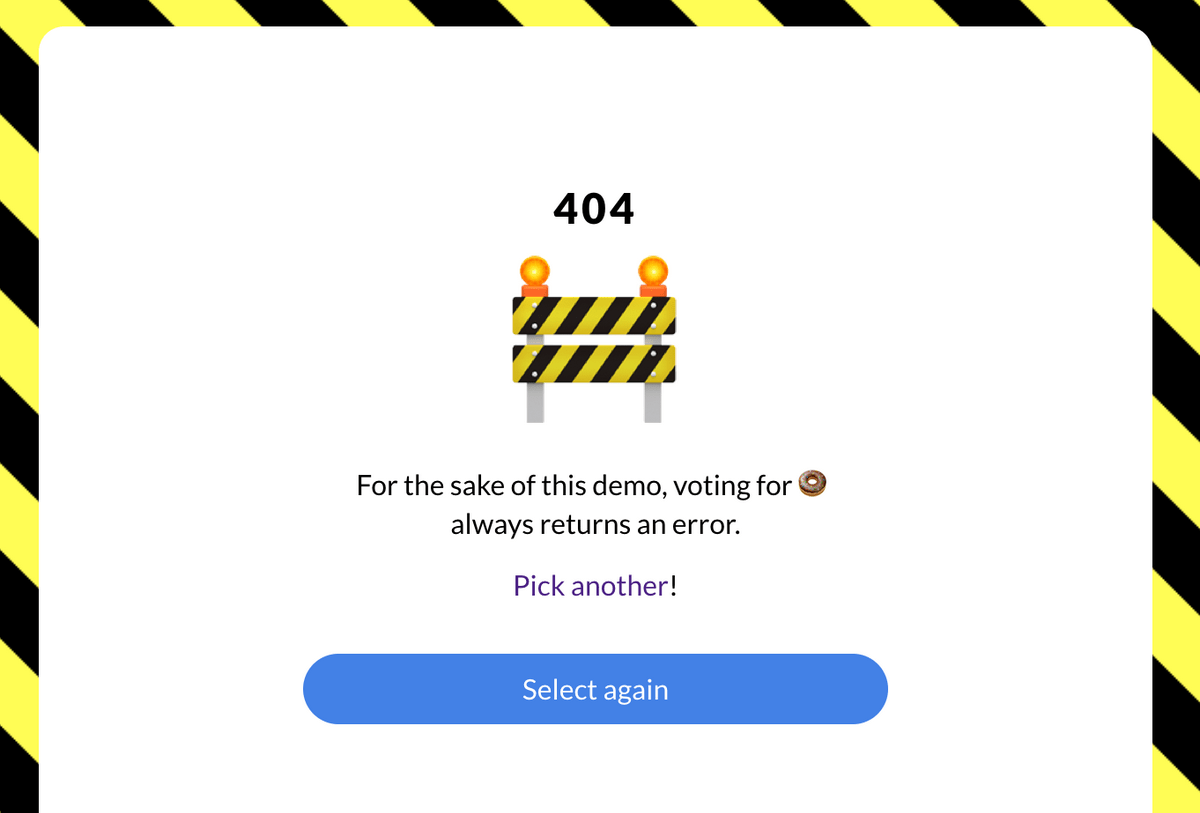 404
For the sake of this demo, voting for 🍩
always returns an error.
Pick another!
Select again